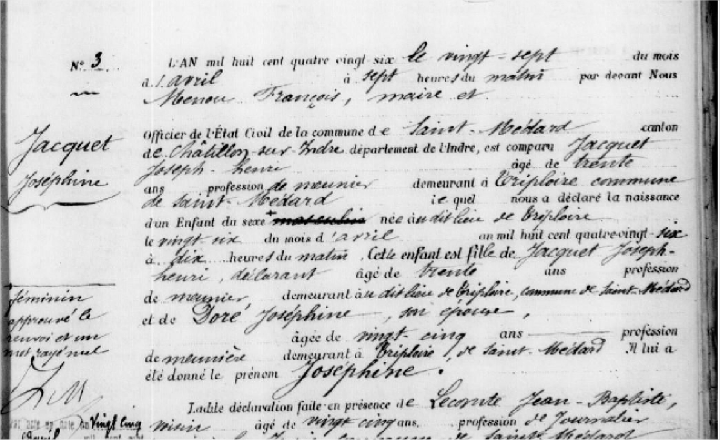 N° 3
L'AN mil huit cent quatre vingt-six le vingt-sept du mois
d'avril à sept heures du matin par devant Nous
Menou François, maire et
Jacquet
Joséphine
Officier de l'État Civil de la commune de Saint-Médard canton
de Châtillon-sur-Indre département de l'Indre, est comparu Jacquet
Joseph-henri âgé de trente
ans profession de meunier demeurant à Triploire commune
de Saint-Médard lequel nous a déclaré la naissance
d'un Enfant du sexe masculin née au dit lieu de Triploire
le vingt six du mois d'avril an mil huit cent quatre-vingt-six
à dix heures du matin, Cette enfant est fille de Jacquet Joseph-
henri, déclarant âgé de trente ans profession
de meunier, demeurant au dit lieu de Triploire, commune de Saint-Médard
et de Doré Joséphine, son épouse,
âgée de vingt cinq ans profession
de meunière demeurant à Triploire, de Saint-Médard Il lui a
été donné le prénom Joséphine.
féminin
approuvé le
renvoi et un
mot rayé nul
Ladite déclaration faite en présence de Lecomte Jean-Baptiste,
voisin âgé de vingt cinq ans, profession de Journalier
vingt cinq
de Saint-Médard